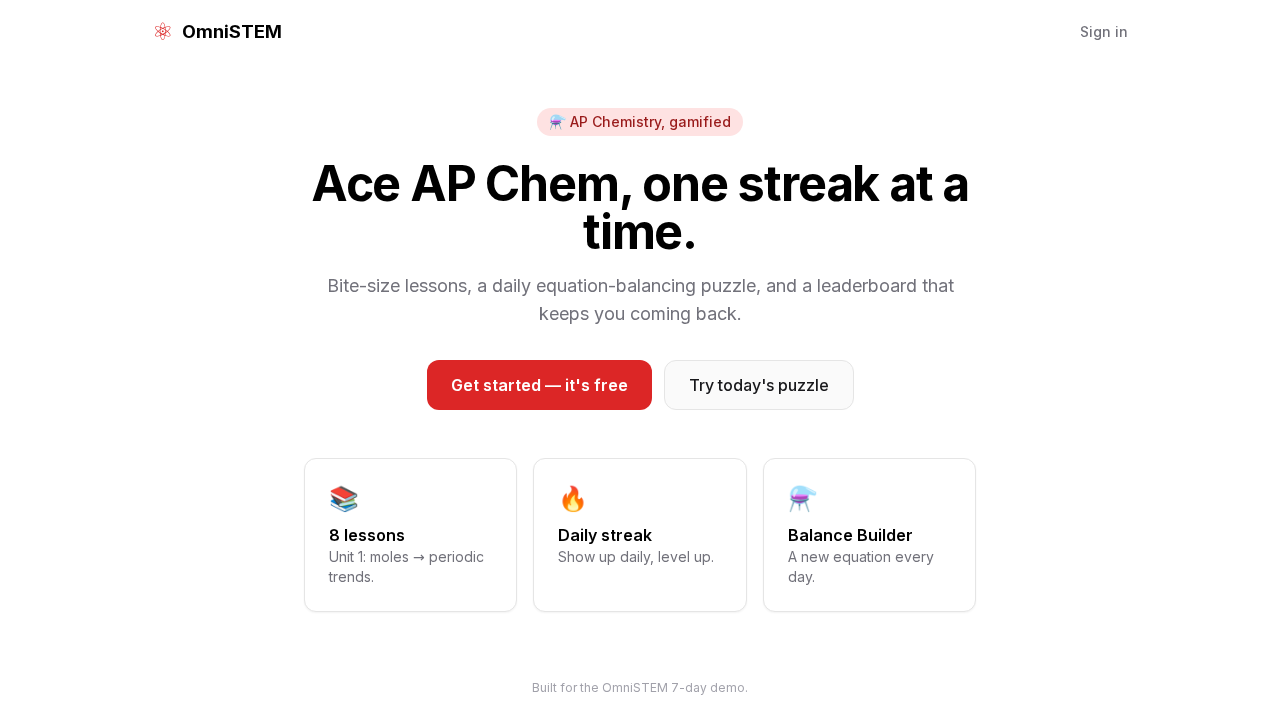 OmniSTEM
Sign in
AP Chemistry, gamified
Ace AP Chem, one streak at a
time.
Bite-size lessons, a daily equation-balancing puzzle, and a leaderboard that
keeps you coming back.
Get started — it's free
Try today's puzzle
8 lessons
Unit 1: moles → periodic
trends.
Daily streak
Show up daily, level up.
Balance Builder
A new equation every
day.
Built for the OmniSTEM 7-day demo.